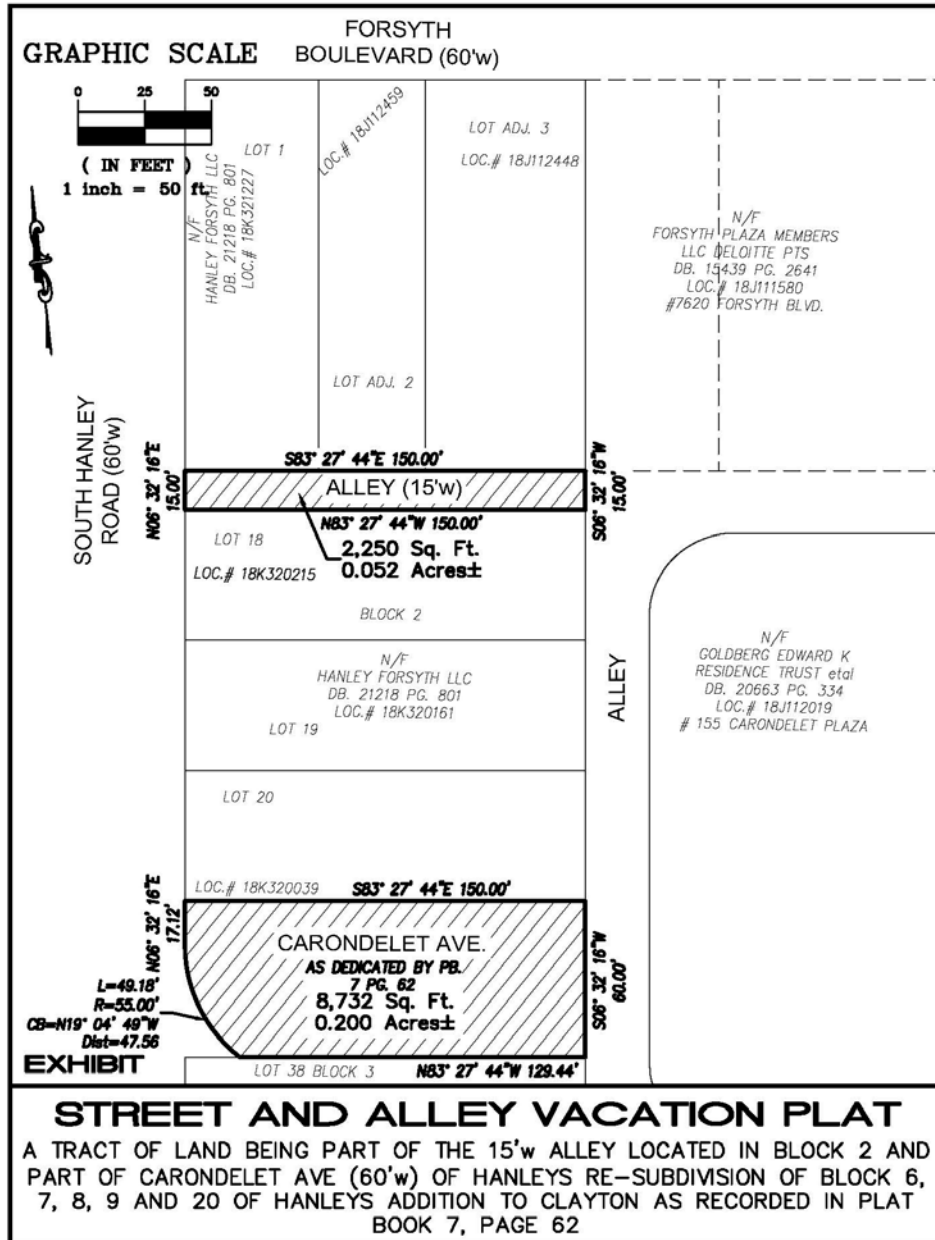 FORSYTH
BOULEVARD (60'w)
GRAPHIC SCALE
0 25 50
( IN FEET )
1 inch = 50 ft.
LOT 1
N/F
HANLEY FORSYTH LLC
DB. 21218 PG. 801
LOC.# 18K321227
LOC.# 18J112459
LOT ADJ. 2
LOT ADJ. 3
LOC.# 18J112448
N/F
FORSYTH PLAZA MEMBERS
LLC DELOITTE PTS
DB. 15439 PG. 2641
LOC.# 18J111580
#7620 FORSYTH BLVD.
SOUTH HANLEY
ROAD (60'w)
S83° 27' 44"E 150.00'
N06° 32' 16"E
15.00'
ALLEY (15'w)
S06° 32' 16"W
15.00'
N83° 27' 44"W 150.00'
2,250 Sq. Ft.
0.052 Acres±
LOT 18
LOC.# 18K320215
BLOCK 2
N/F
HANLEY FORSYTH LLC
DB. 21218 PG. 801
LOC.# 18K320161
LOT 19
ALLEY
N/F
GOLDBERG EDWARD K
RESIDENCE TRUST etal
DB. 20663 PG. 334
LOC.# 18J112019
# 155 CARONDELET PLAZA
LOT 20
LOC.# 18K320039
S83° 27' 44"E 150.00'
N06° 32' 16"E
17.12'
CARONDELET AVE.
AS DEDICATED BY PB.
7 PG. 62
8,732 Sq. Ft.
0.200 Acres±
S06° 32' 16"W
60.00'
L=49.18'
R=55.00'
CB=N19° 04' 49"W
Dist=47.56
EXHIBIT
LOT 38 BLOCK 3
N83° 27' 44"W 129.44'
STREET AND ALLEY VACATION PLAT
A TRACT OF LAND BEING PART OF THE 15'w ALLEY LOCATED IN BLOCK 2 AND
PART OF CARONDELET AVE (60'w) OF HANLEYS RE-SUBDIVISION OF BLOCK 6,
7, 8, 9 AND 20 OF HANLEYS ADDITION TO CLAYTON AS RECORDED IN PLAT
BOOK 7, PAGE 62